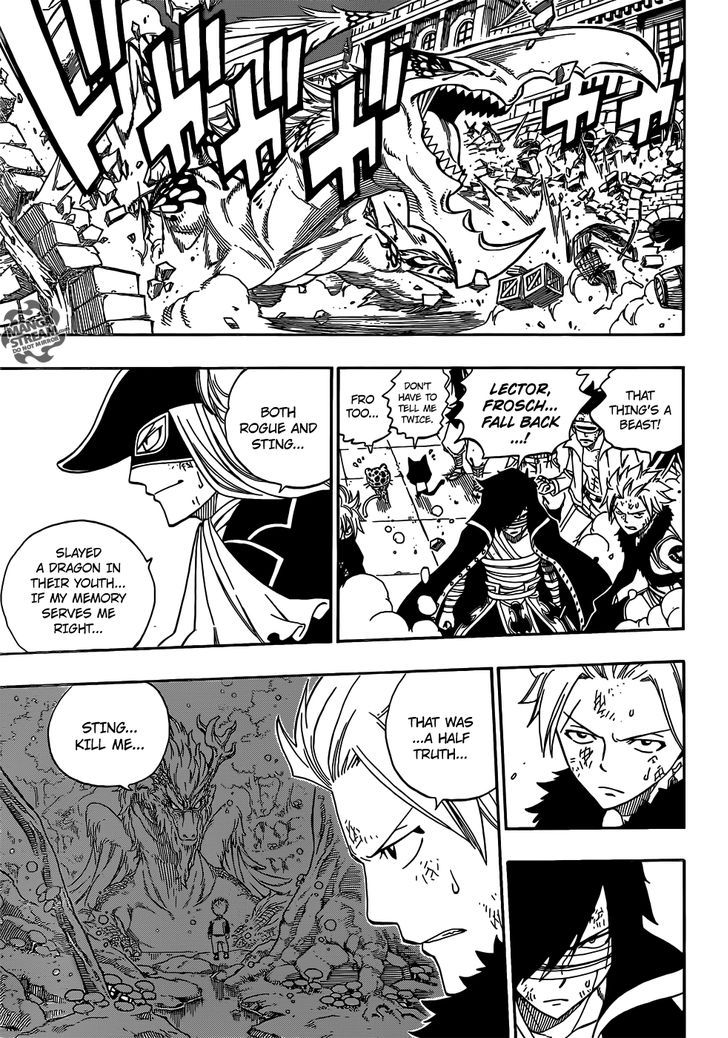 ドガガガガ
MANGA
STREAM
DO NOT MIRROR
THAT
THING'S A
BEAST!
LECTOR,
FROSCH...
FALL BACK
...!
DON'T
HAVE TO
TELL ME
TWICE.
FRO
TOO...
BOTH
ROGUE AND
STING...
SLAYED
A DRAGON IN
THEIR YOUTH...
IF MY MEMORY
SERVES ME
RIGHT...
THAT WAS
...A HALF
TRUTH...
STING...
KILL ME...